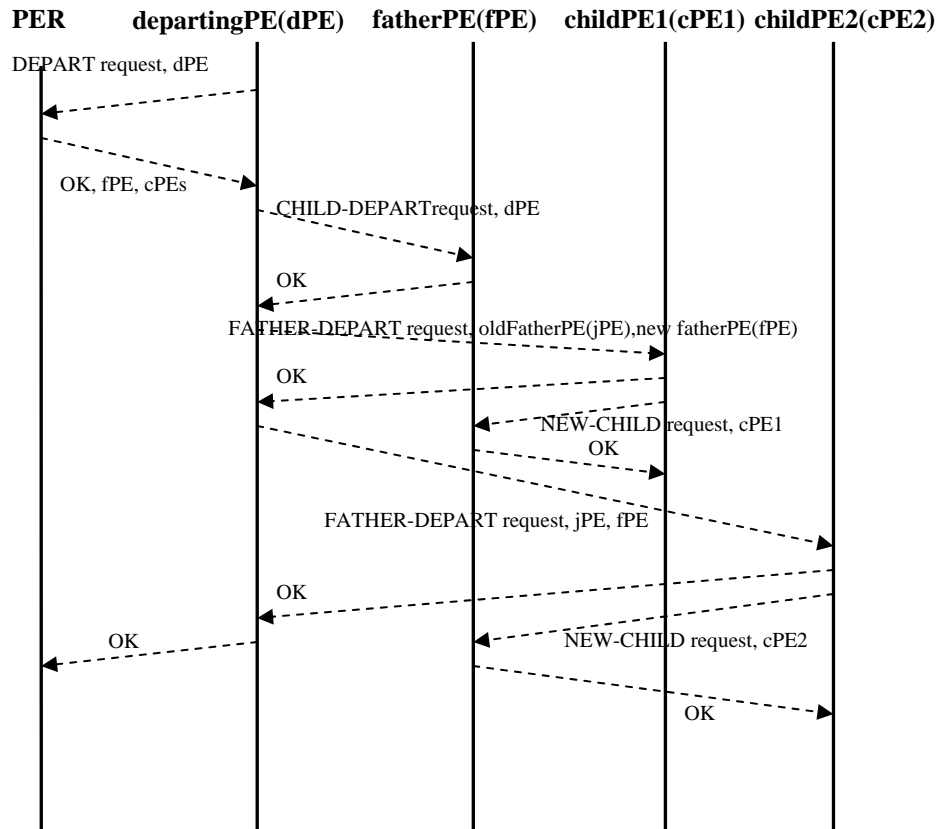 PER departingPE(dPE) fatherPE(fPE) childPE1(cPE1) childPE2(cPE2)
DEPART request, dPE
OK, fPE, cPEs
CHILD-DEPARTrequest, dPE
OK
FATHER-DEPART request, oldFatherPE(jPE),new fatherPE(fPE)
OK
NEW-CHILD request, cPE1
OK
FATHER-DEPART request, jPE, fPE
OK
OK
NEW-CHILD request, cPE2
OK